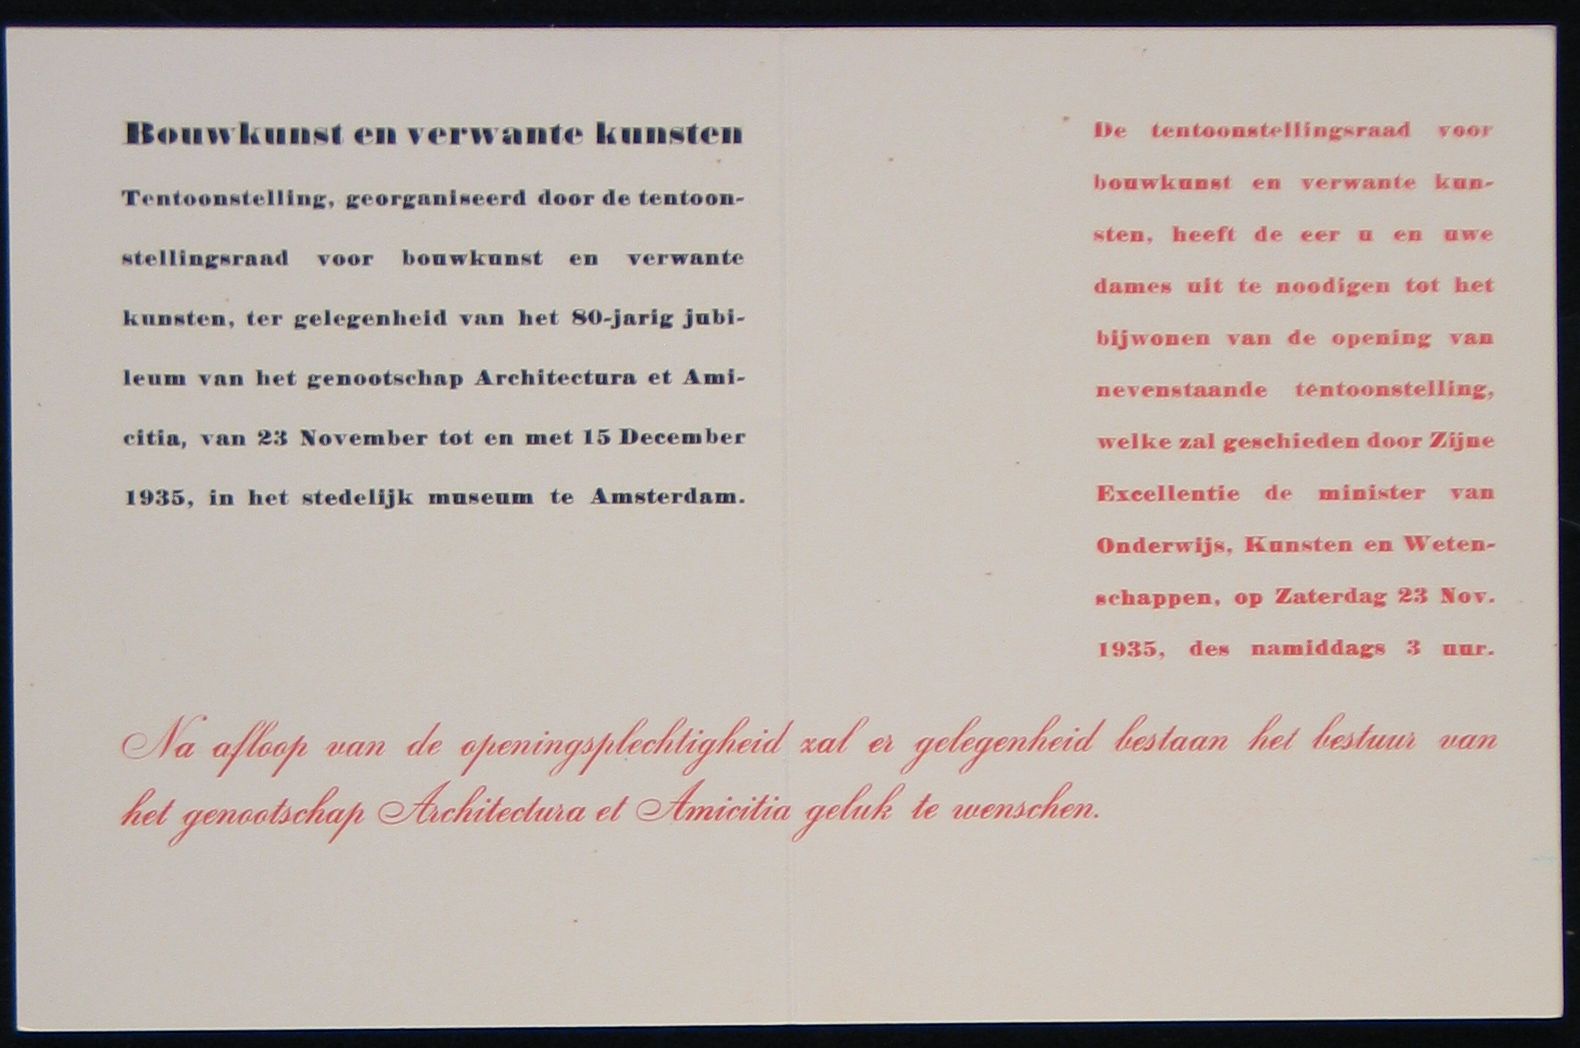 Bouwkunst en verwante kunsten
Tentoonstelling, georganiseerd door de tentoon-
stellingsraad voor bouwkunst en verwante
kunsten, ter gelegenheid van het 80-jarig jubi-
leum van het genootschap Architectura et Ami-
citia, van 23 November tot en met 15 December
1935, in het stedelijk museum te Amsterdam.
De tentoonstellingsraad voor
bouwkunst en verwante kun-
sten, heeft de eer u en uwe
dames uit te noodigen tot het
bijwonen van de opening van
nevenstaande tentoonstelling,
welke zal geschieden door Zijne
Excellentie de minister van
Onderwijs, Kunsten en Weten-
schappen, op Zaterdag 23 Nov.
1935, des namiddags 3 uur.
Na afloop van de openingsplechtigheid zal er gelegenheid bestaan het bestuur van
het genootschap Architectura et Amicitia geluk te wenschen.